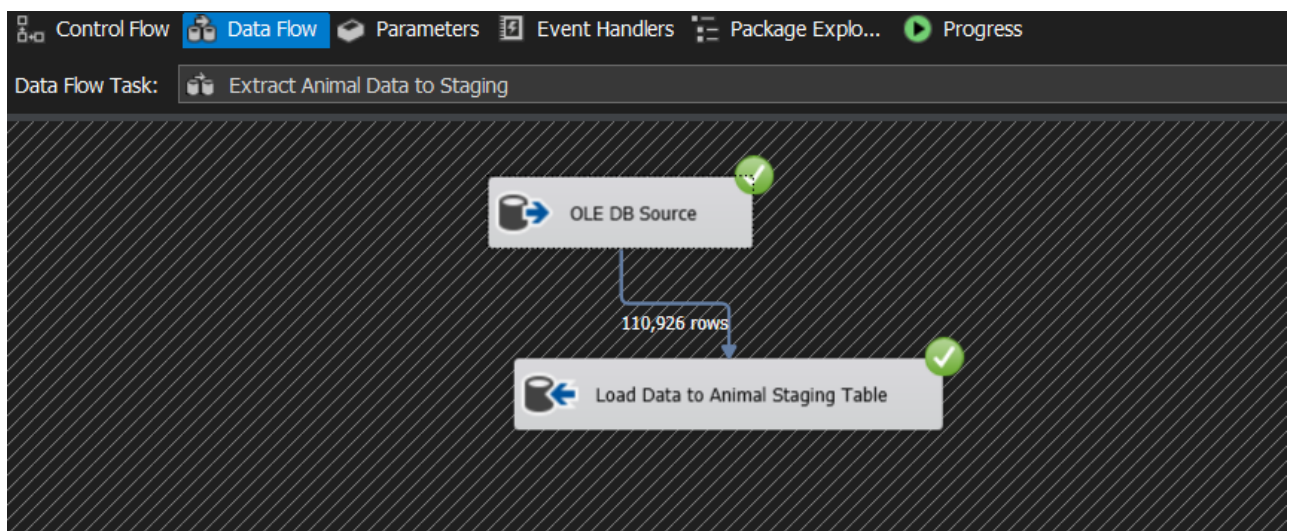 Control Flow Data Flow Parameters Event Handlers Package Explo... Progress
Data Flow Task: Extract Animal Data to Staging
OLE DB Source
110,926 rows
Load Data to Animal Staging Table